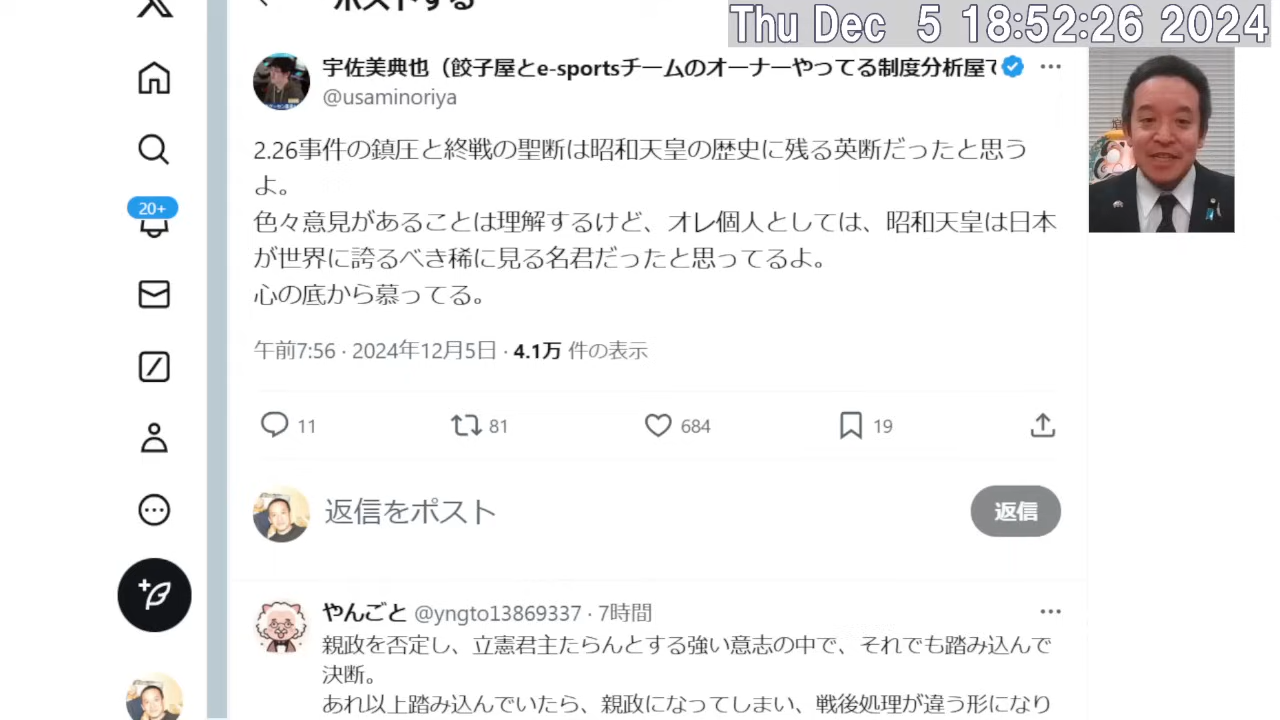 ポストする
Thu Dec 5 18:52:26 2024
宇佐美典也（餃子屋とe-sportsチームのオーナーやってる制度分析屋で
@usaminoriya
2.26事件の鎮圧と終戦の聖断は昭和天皇の歴史に残る英断だったと思う
よ。
色々意見があることは理解するけど、オレ個人としては、昭和天皇は日本
が世界に誇るべき稀に見る名君だったと思ってるよ。
心の底から慕ってる。
午前7:56 · 2024年12月5日 · 4.1万 件の表示
11 81 684 19
20+
返信をポスト
返信
やんごと @yngto13869337 · 7時間
親政を否定し、立憲君主たらんとする強い意志の中で、それでも踏み込んで
決断。
あれ以上踏み込んでいたら、親政になってしまい、戦後処理が違う形になり